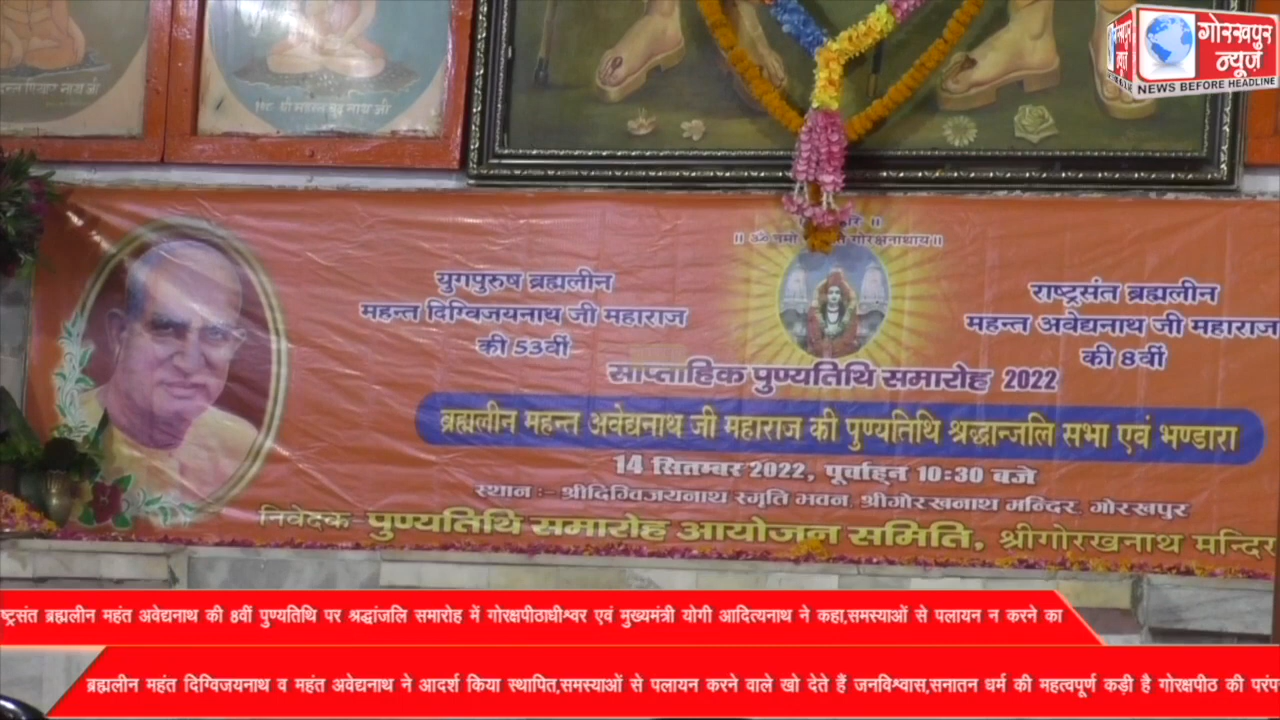 गोरखपुर
न्यूज़
NEWS BEFORE HEADLINE
१०८ श्री महन्त बुद्ध नाथ जी
॥ ॐ नमो गोरक्षनाथाय ॥
युगपुरुष ब्रह्मलीन
महन्त दिग्विजयनाथ जी महाराज
की 53वीं
राष्ट्रसंत ब्रह्मलीन
महन्त अवेद्यनाथ जी महाराज
की 8वीं
साप्ताहिक पुण्यतिथि समारोह 2022
ब्रह्मलीन महन्त अवेद्यनाथ जी महाराज की पुण्यतिथि श्रद्धान्जलि सभा एवं भण्डारा
14 सितम्बर 2022, पूर्वाह्न 10:30 बजे
स्थान :- श्रीदिग्विजयनाथ स्मृति भवन, श्रीगोरखनाथ मन्दिर, गोरखपुर
निवेदक- पुण्यतिथि समारोह आयोजन समिति, श्रीगोरखनाथ मन्दिर
ष्ट्रसंत ब्रह्मलीन महंत अवेद्यनाथ की 8वीं पुण्यतिथि पर श्रद्धांजलि समारोह में गोरक्षपीठाधीश्वर एवं मुख्यमंत्री योगी आदित्यनाथ ने कहा,समस्याओं से पलायन न करने का
ब्रह्मलीन महंत दिग्विजयनाथ व महंत अवेद्यनाथ ने आदर्श किया स्थापित,समस्याओं से पलायन करने वाले खो देते हैं जनविश्वास,सनातन धर्म की महत्वपूर्ण कड़ी है गोरक्षपीठ की परंप